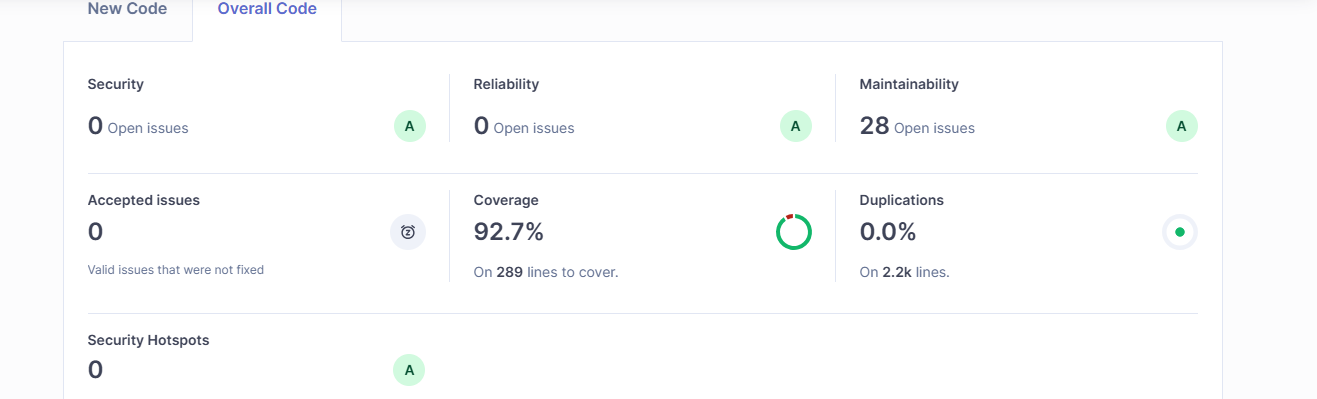 New Code Overall Code
Security Reliability Maintainability
0 Open issues A 0 Open issues A 28 Open issues A
Accepted issues Coverage Duplications
0 92.7% 0.0%
Valid issues that were not fixed On 289 lines to cover. On 2.2k lines.
Security Hotspots
0 A